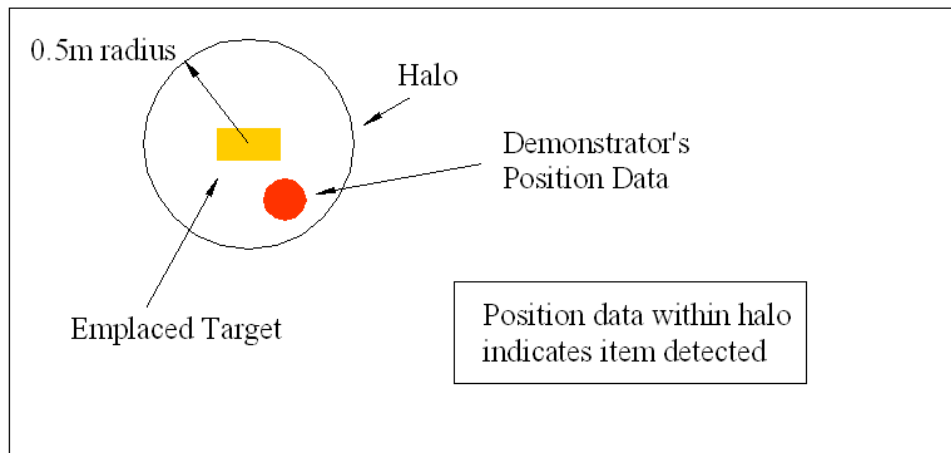 0.5m radius
Halo
Demonstrator's
Position Data
Emplaced Target
Position data within halo
indicates item detected